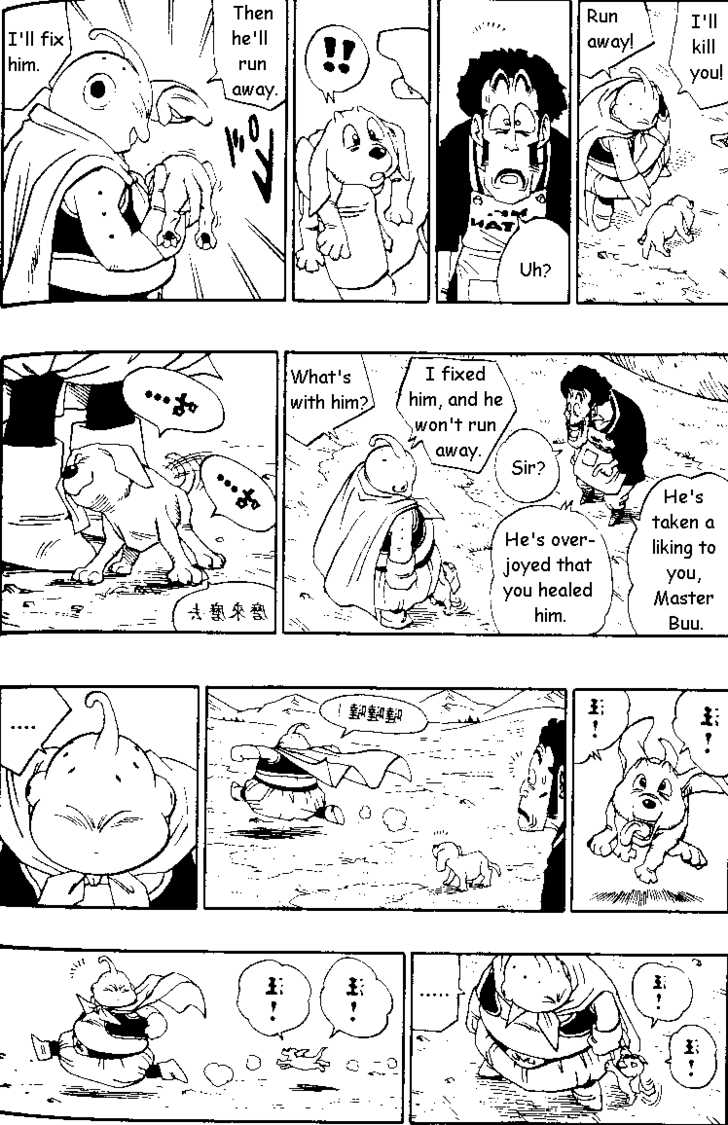 I'll fix
him.
Then
he'll
run
away.
!!
Uh?
Run
away!
I'll
kill
you!
What's
with him?
I fixed
him, and he
won't run
away.
Sir?
He's over-
joyed that
you healed
him.
He's
taken a
liking to
you,
Master
Buu.
.....
.....